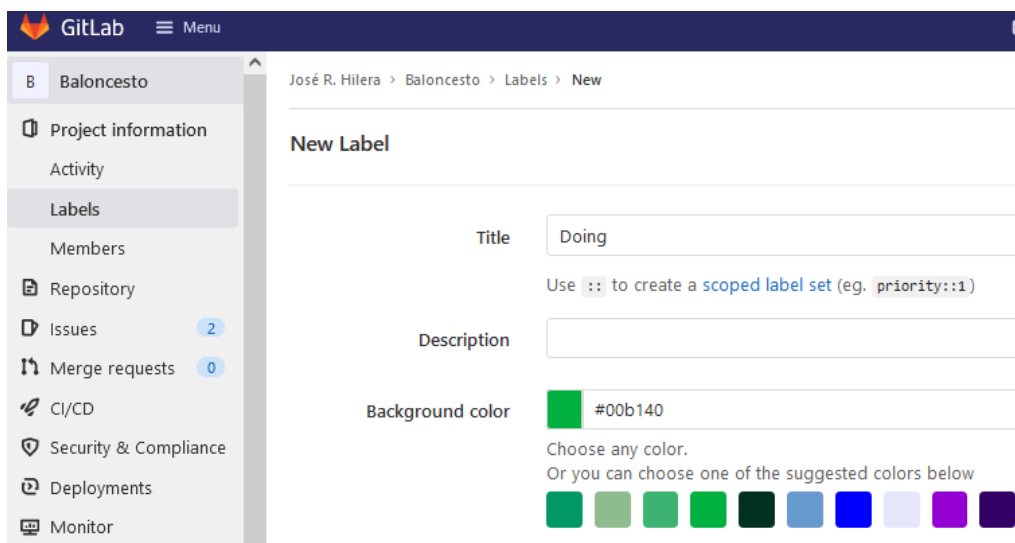 GitLab Menu
B Baloncesto
José R. Hilera > Baloncesto > Labels > New
Project information
Activity
Labels
Members
Repository
Issues 2
Merge requests 0
CI/CD
Security & Compliance
Deployments
Monitor
New Label
Title Doing
Use :: to create a scoped label set (eg. priority::1)
Description
Background color #00b140
Choose any color.
Or you can choose one of the suggested colors below